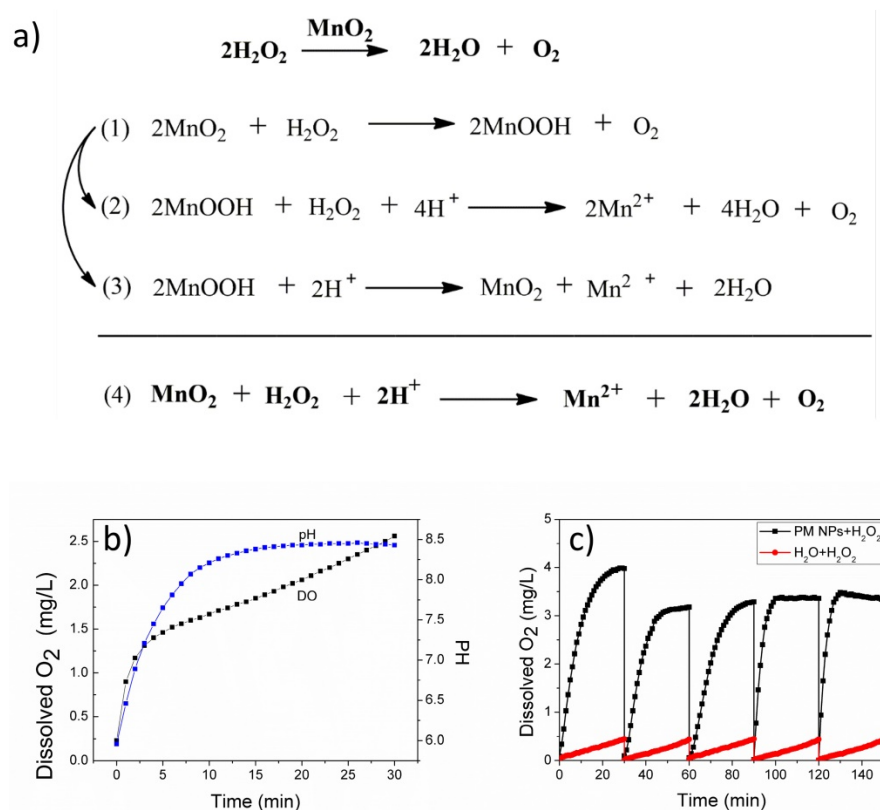 a)
2H₂O₂ MnO₂ 2H₂O + O₂
(1) 2MnO₂ + H₂O₂ 2MnOOH + O₂
(2) 2MnOOH + H₂O₂ + 4H⁺ 2Mn²⁺ + 4H₂O + O₂
(3) 2MnOOH + 2H⁺ MnO₂ + Mn² ⁺ + 2H₂O
(4) MnO₂ + H₂O₂ + 2H⁺ Mn²⁺ + 2H₂O + O₂
b)
Dissolved O₂ (mg/L)
2.5
2.0
1.5
1.0
0.5
0.0
pH
DO
8.5
8.0
7.5
7.0
6.5
6.0
PH
0 5 10 15 20 25 30
Time (min)
c)
Dissolved O₂ (mg/L)
5
4
3
2
1
0
PM NPs+H₂O₂
H₂O+H₂O₂
0 20 40 60 80 100 120 140
Time (min)